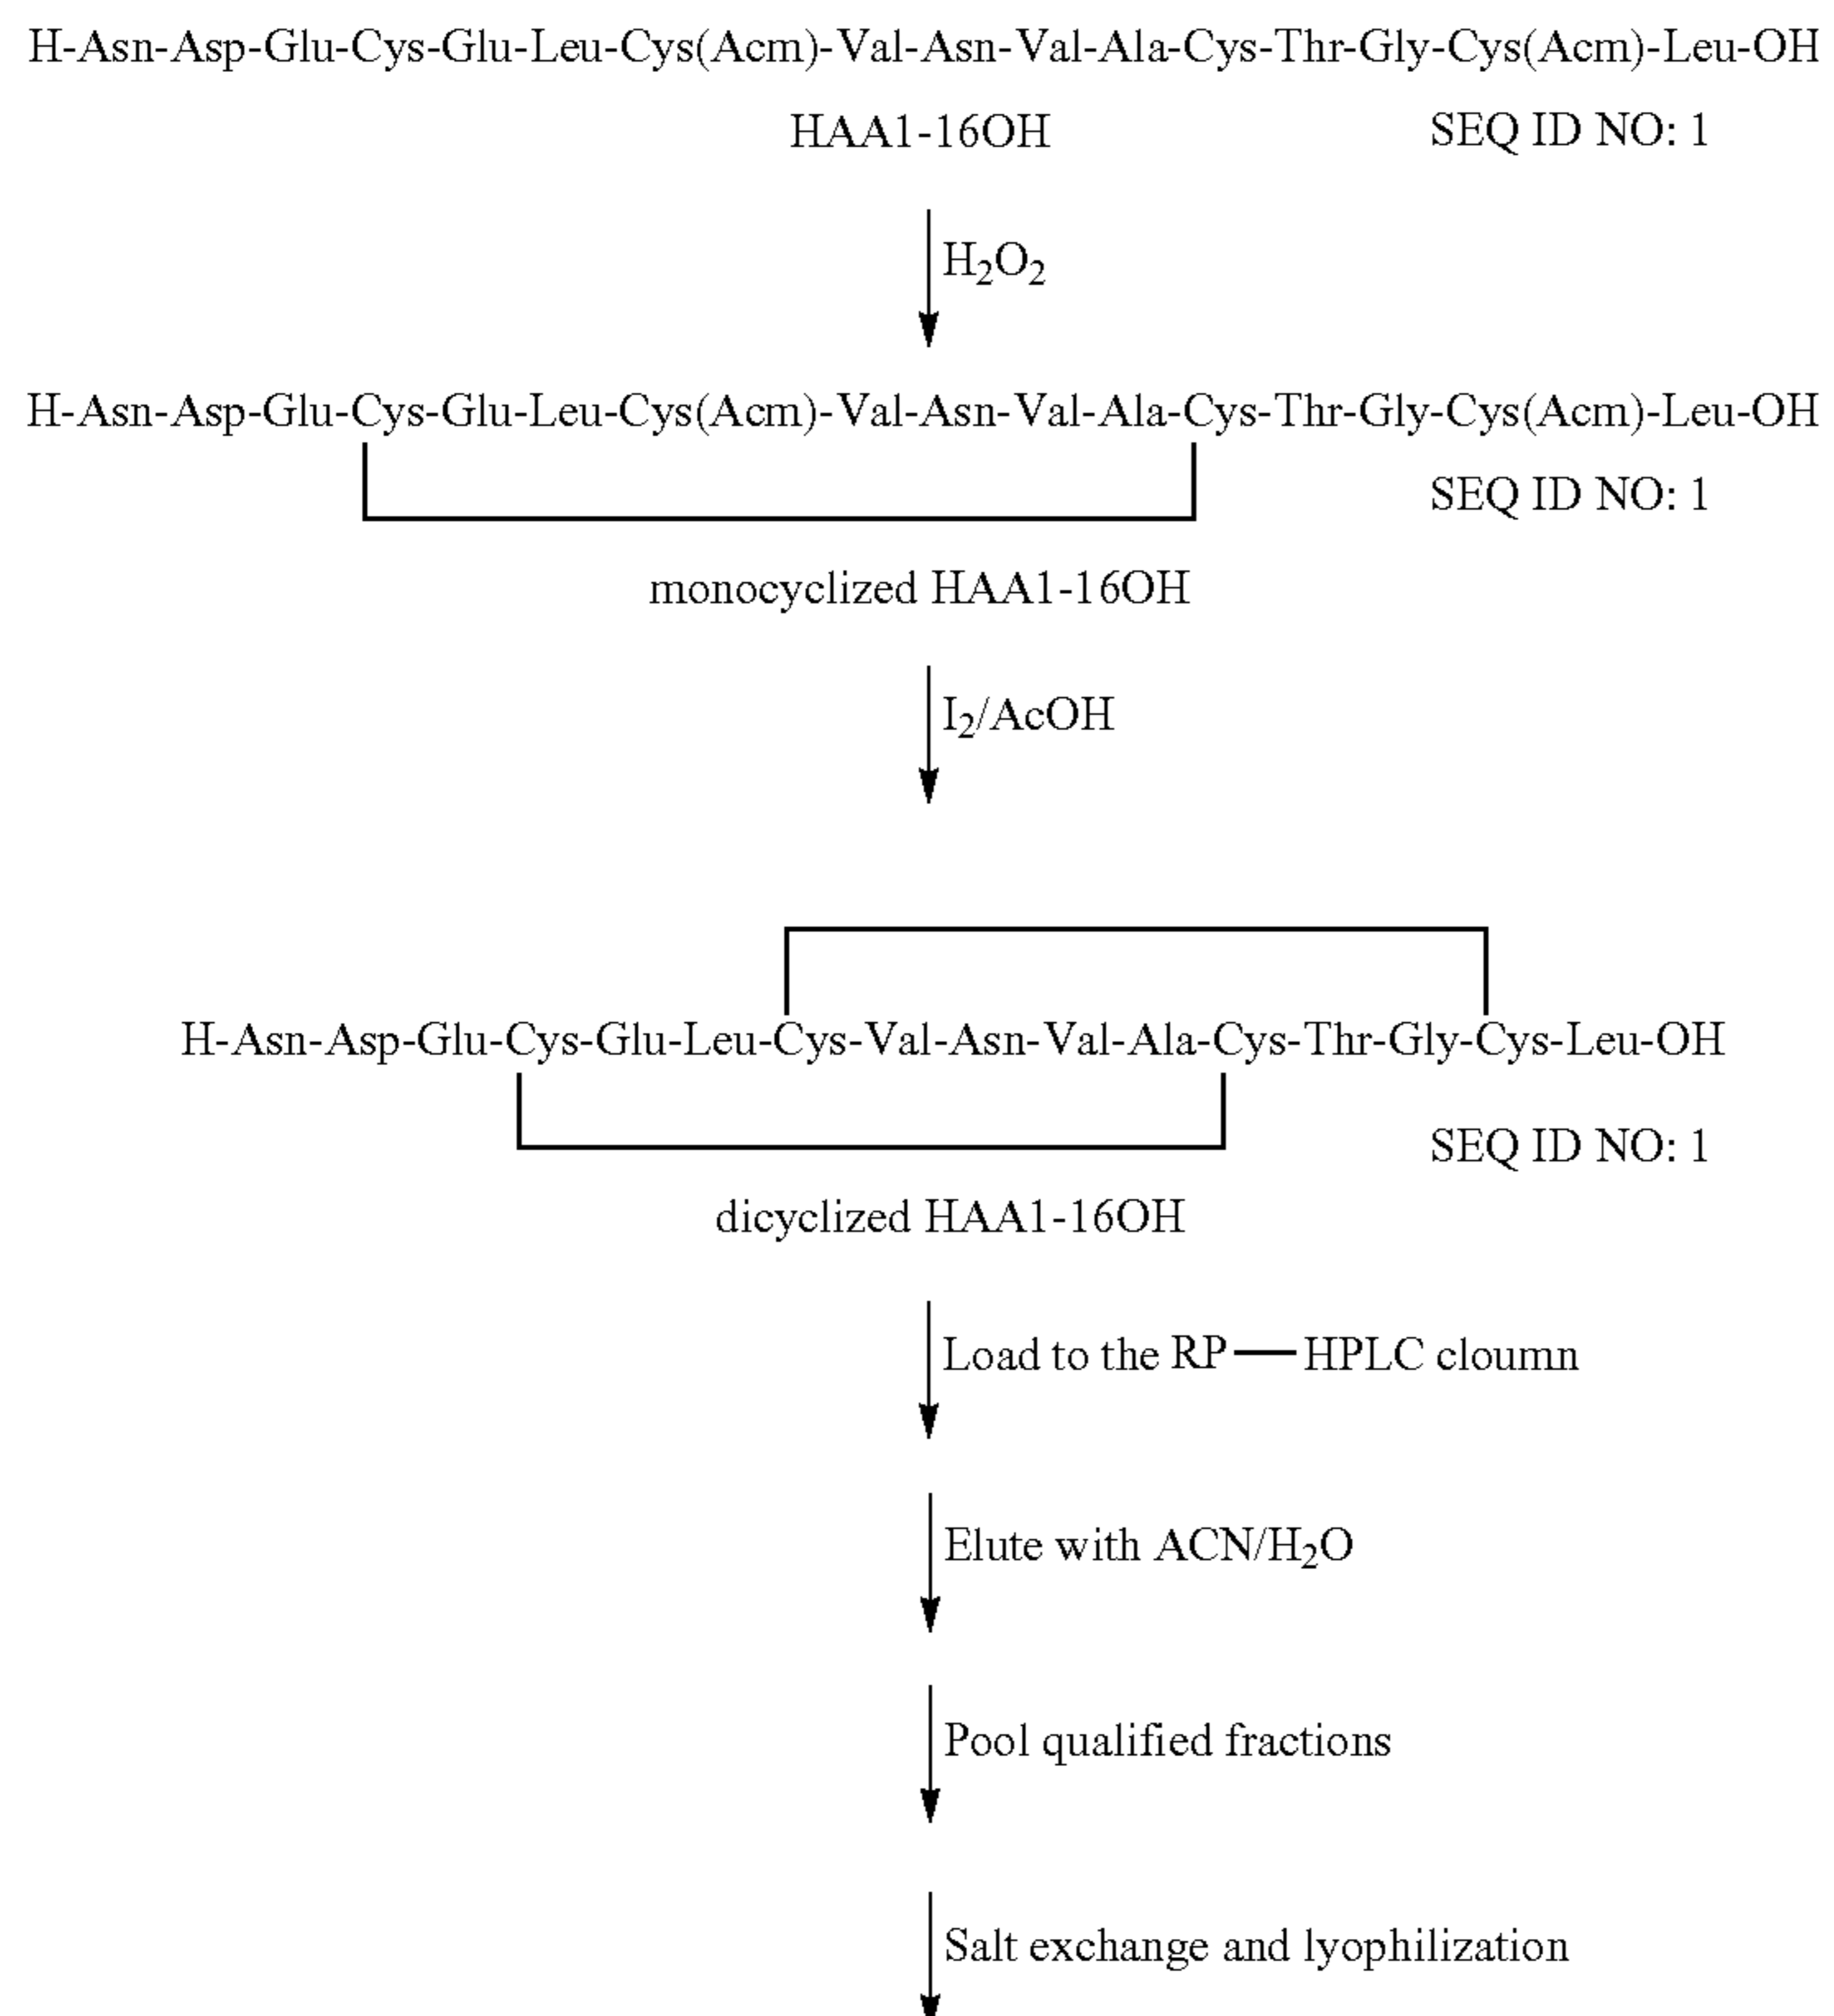 H-Asn-Asp-Glu-Cys-Glu-Leu-Cys(Acm)-Val-Asn-Val-Ala-Cys-Thr-Gly-Cys(Acm)-Leu-OH
HAA1-16OH SEQ ID NO: 1
H₂O₂
H-Asn-Asp-Glu-Cys-Glu-Leu-Cys(Acm)-Val-Asn-Val-Ala-Cys-Thr-Gly-Cys(Acm)-Leu-OH
SEQ ID NO: 1
monocyclized HAA1-16OH
I₂/AcOH
H-Asn-Asp-Glu-Cys-Glu-Leu-Cys-Val-Asn-Val-Ala-Cys-Thr-Gly-Cys-Leu-OH
SEQ ID NO: 1
dicyclized HAA1-16OH
Load to the RP—HPLC cloumn
Elute with ACN/H₂O
Pool qualified fractions
Salt exchange and lyophilization